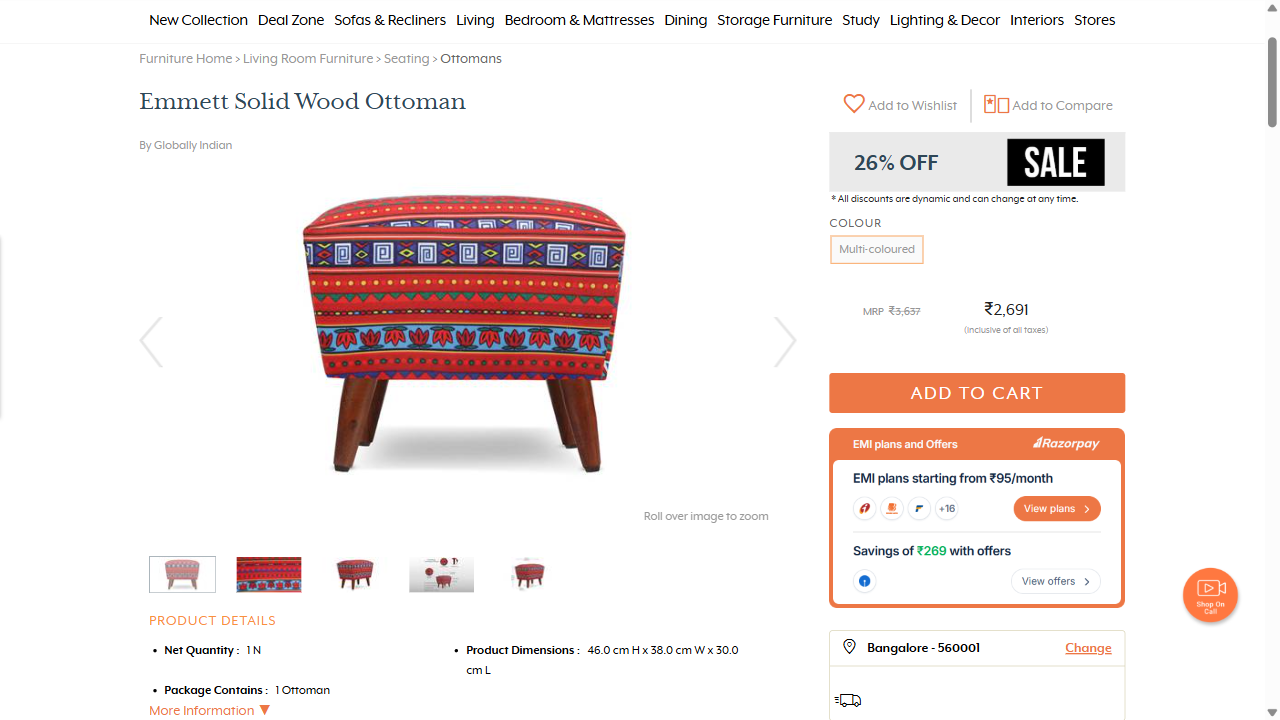 New Collection Deal Zone Sofas & Recliners Living Bedroom & Mattresses Dining Storage Furniture Study Lighting & Decor Interiors Stores
Furniture Home > Living Room Furniture > Seating > Ottomans
Emmett Solid Wood Ottoman
By Globally Indian
Add to Wishlist
Add to Compare
26% OFF
SALE
* All discounts are dynamic and can change at any time.
COLOUR
Multi-coloured
MRP ₹3,637
₹2,691
(Inclusive of all taxes)
ADD TO CART
EMI plans and Offers
Razorpay
EMI plans starting from ₹95/month
+16
View plans
Savings of ₹269 with offers
View offers
Roll over image to zoom
PRODUCT DETAILS
• Net Quantity : 1 N
• Product Dimensions : 46.0 cm H x 38.0 cm W x 30.0
cm L
• Package Contains : 1 Ottoman
More Information ▼
Bangalore - 560001
Change
Shop On
Call